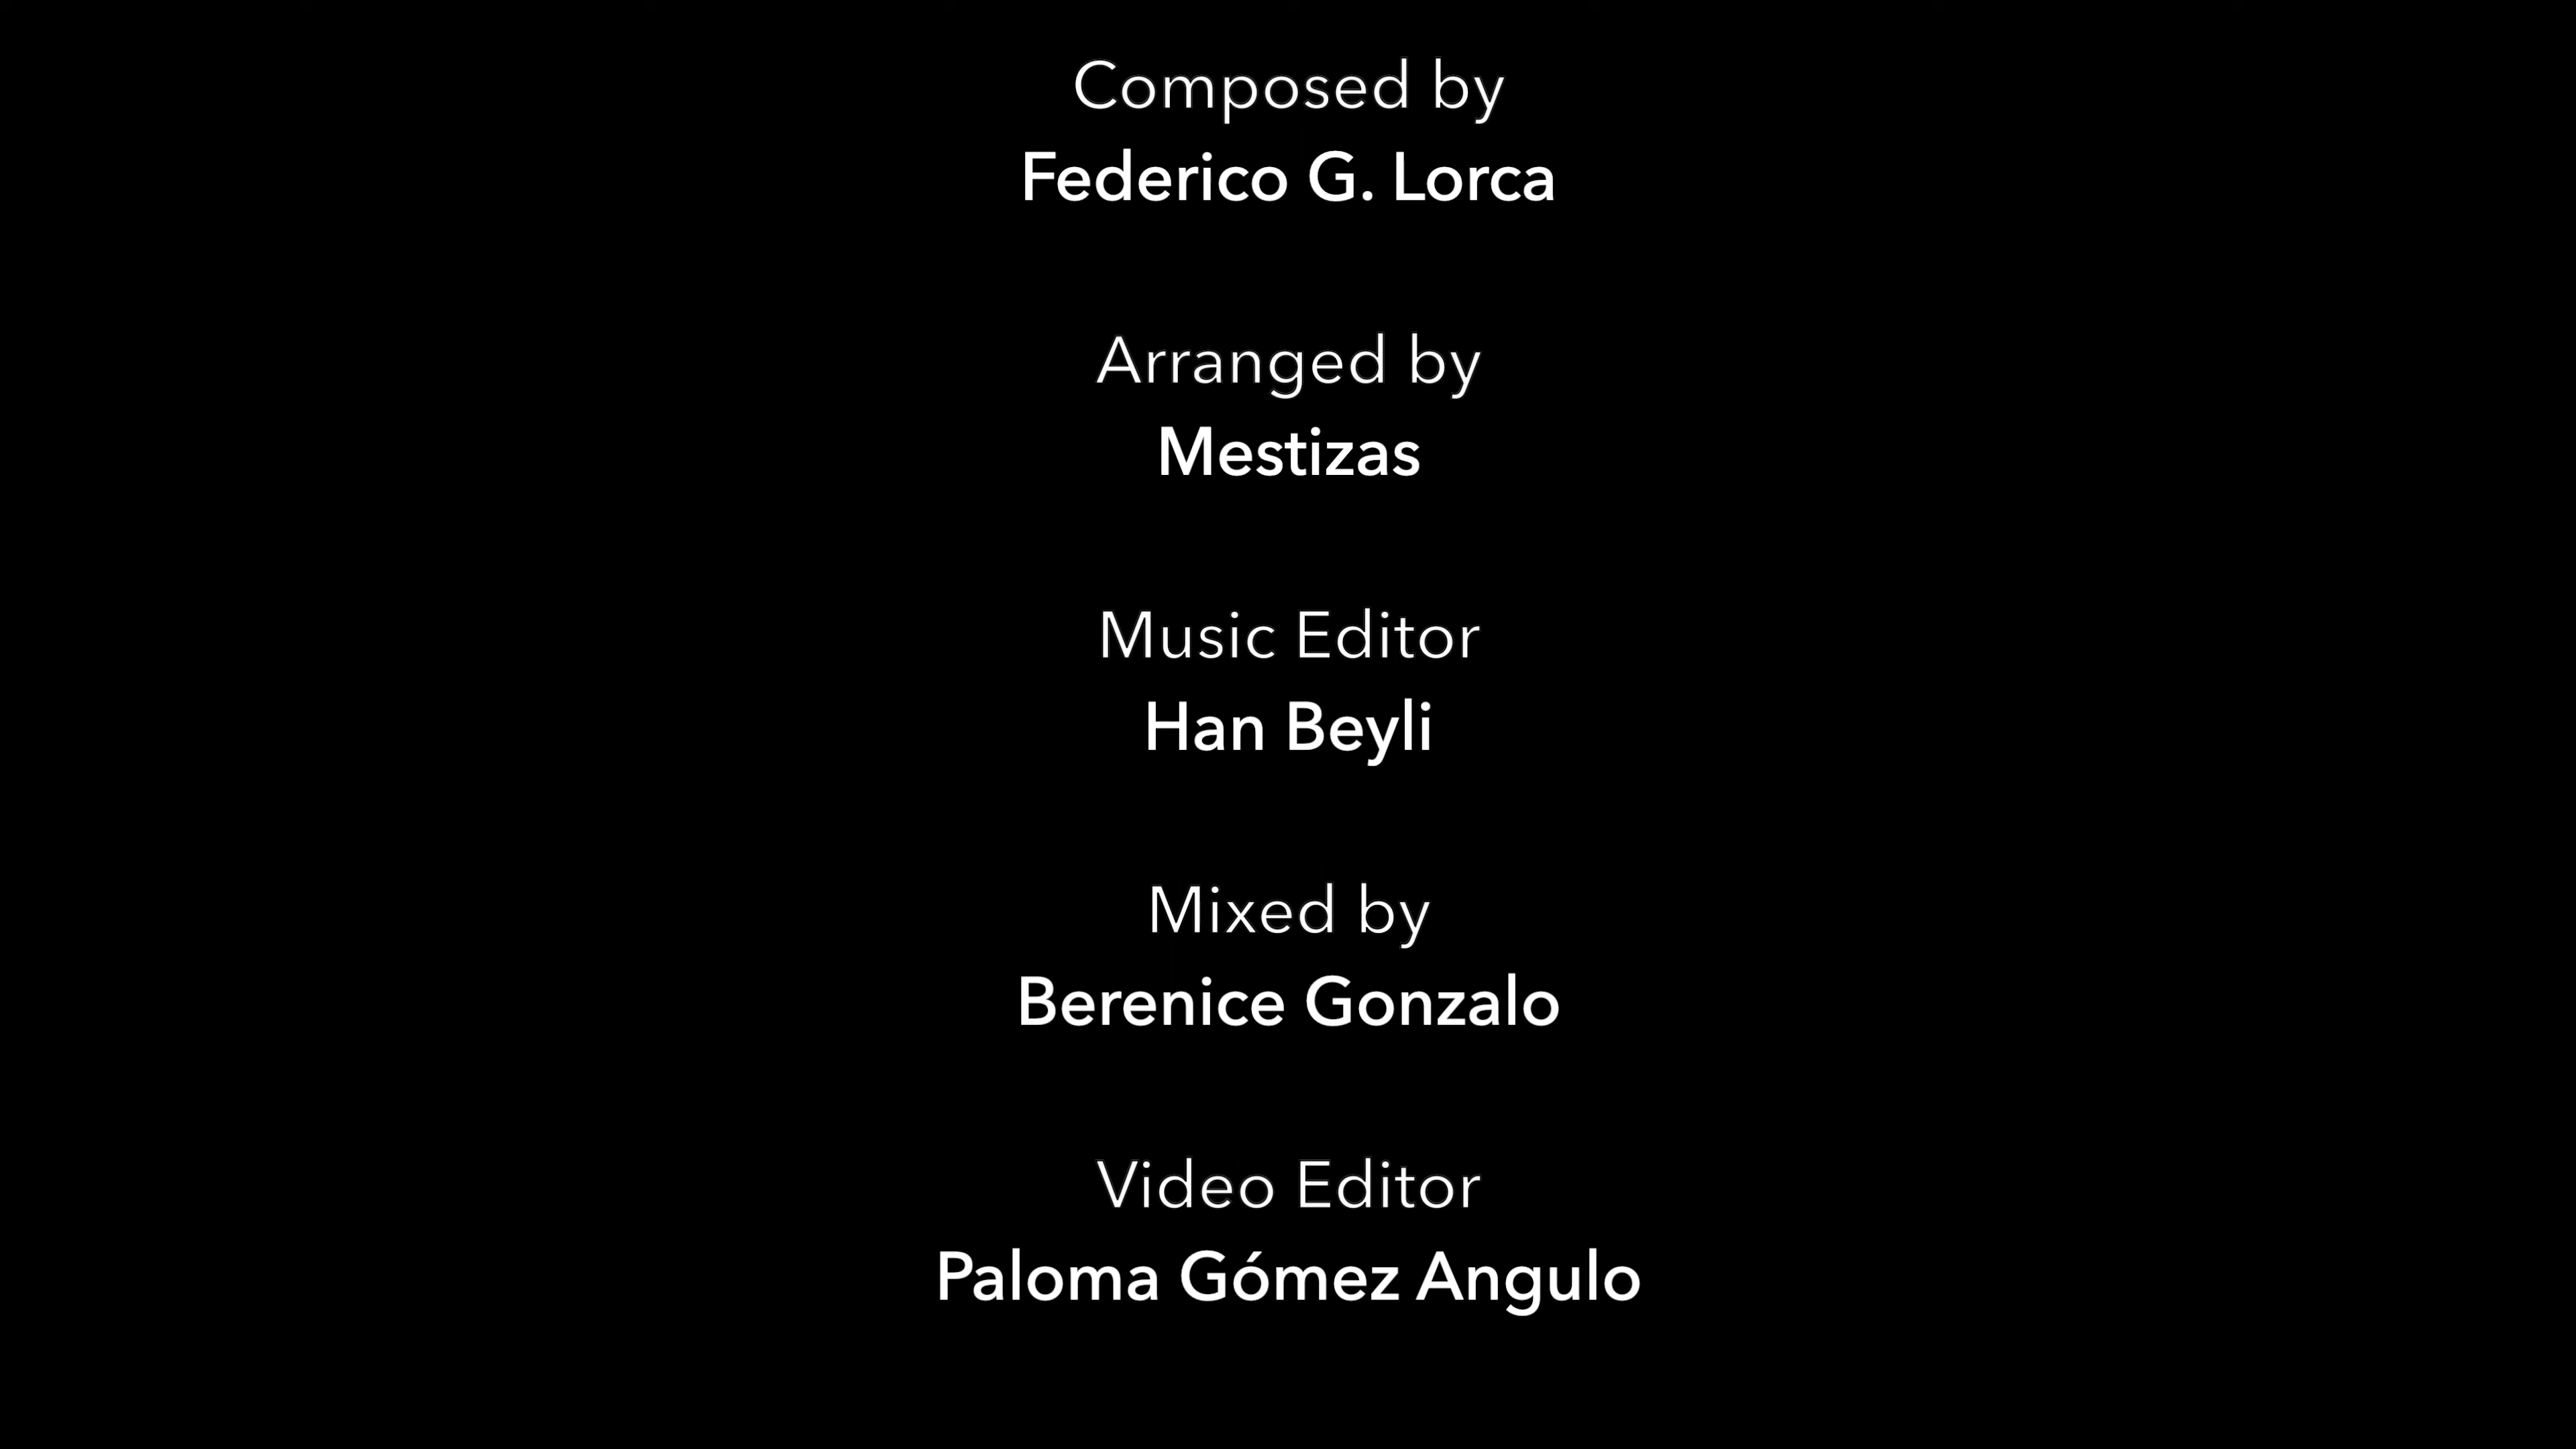 Composed by
Federico G. Lorca
Arranged by
Mestizas
Music Editor
Han Beyli
Mixed by
Berenice Gonzalo
Video Editor
Paloma Gómez Angulo